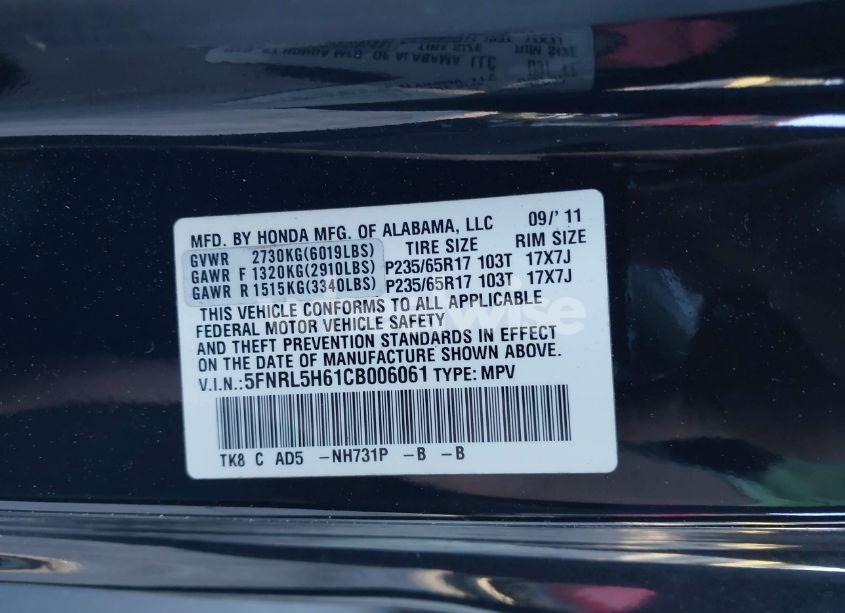 MFD. BY HONDA MFG. OF ALABAMA, LLC 09/'11
GVWR 2730KG(6019LBS) TIRE SIZE RIM SIZE
GAWR F 1320KG(2910LBS) P235/65R17 103T 17X7J
GAWR R 1515KG(3340LBS) P235/65R17 103T 17X7J
THIS VEHICLE CONFORMS TO ALL APPLICABLE
FEDERAL MOTOR VEHICLE SAFETY
AND THEFT PREVENTION STANDARDS IN EFFECT
ON THE DATE OF MANUFACTURE SHOWN ABOVE.
V.I.N.:5FNRL5H61CB006061 TYPE: MPV
TK8 C AD5 -NH731P -B -B